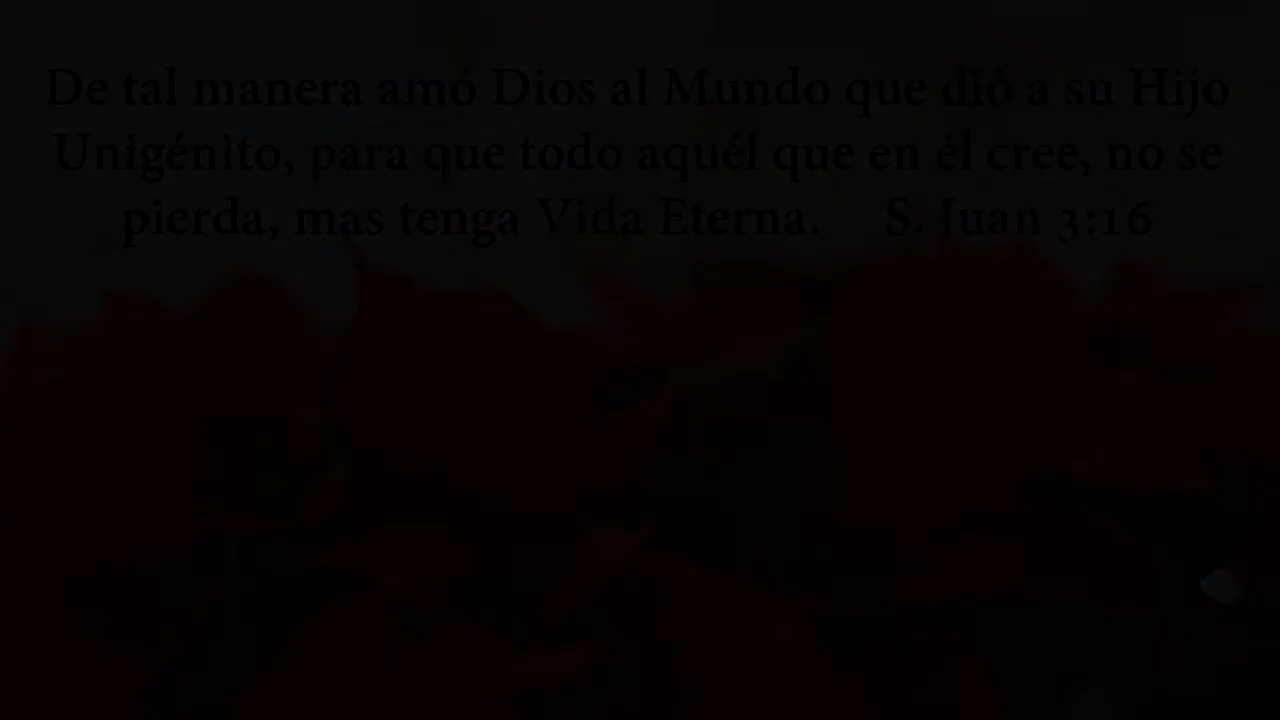 De tal manera amó Dios al Mundo que dió a su Hijo
Unigénito, para que todo aquél que en él cree, no se
pierda, mas tenga Vida Eterna. S. Juan 3:16